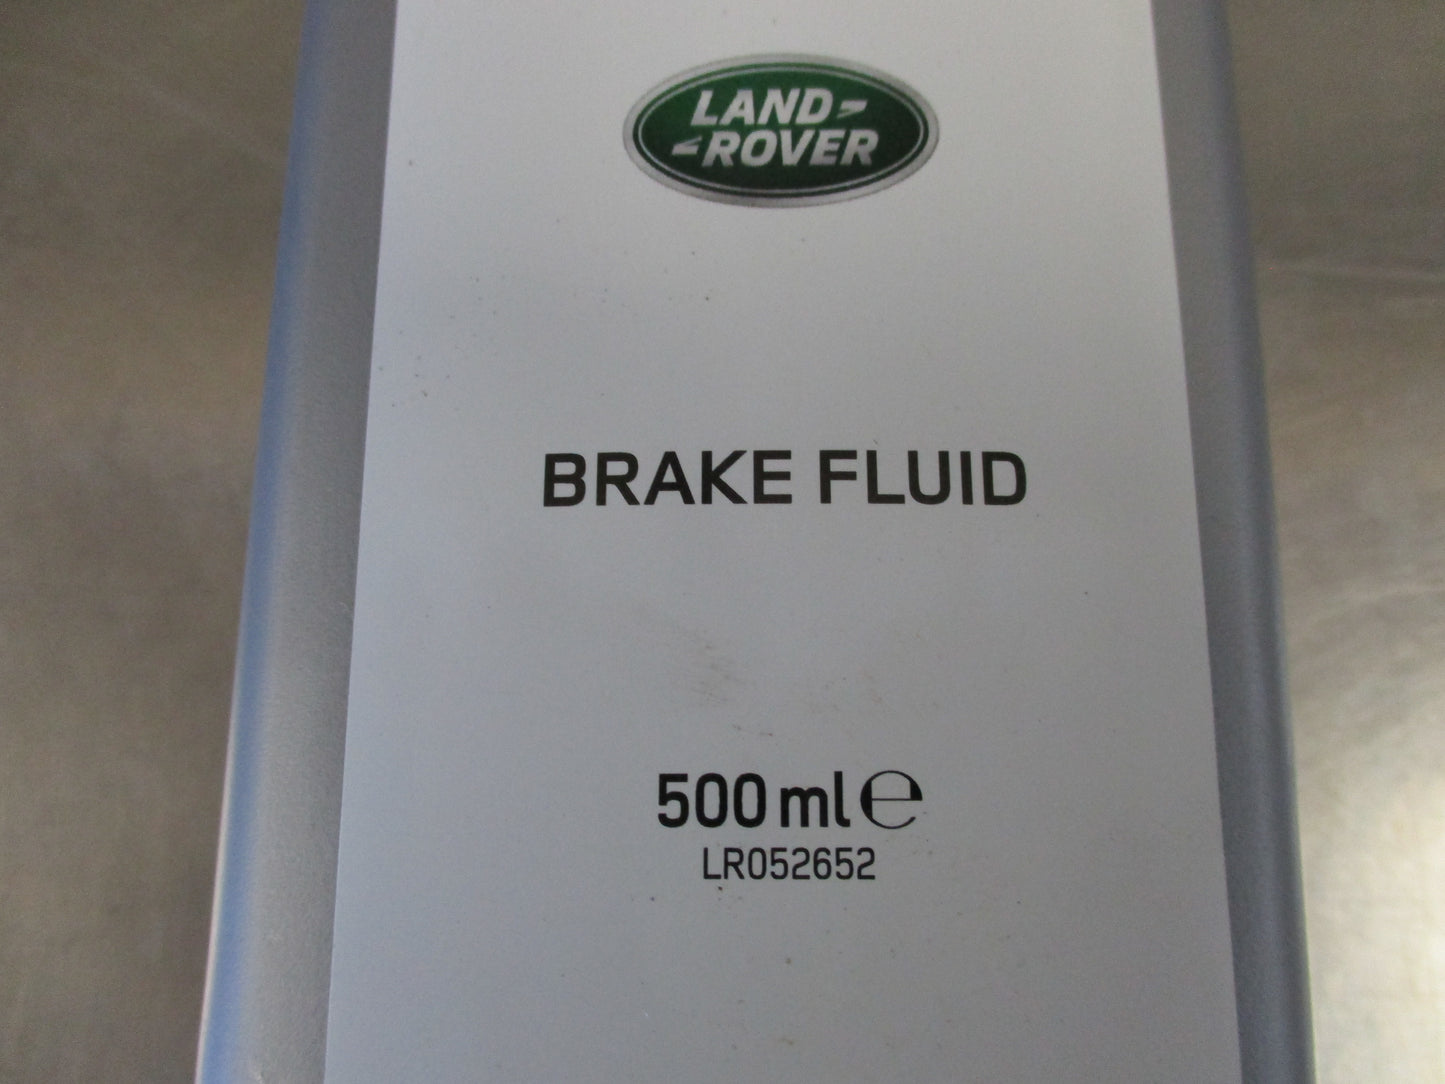 LAND
ROVER
BRAKE FLUID
500 ml ℮
LR052652